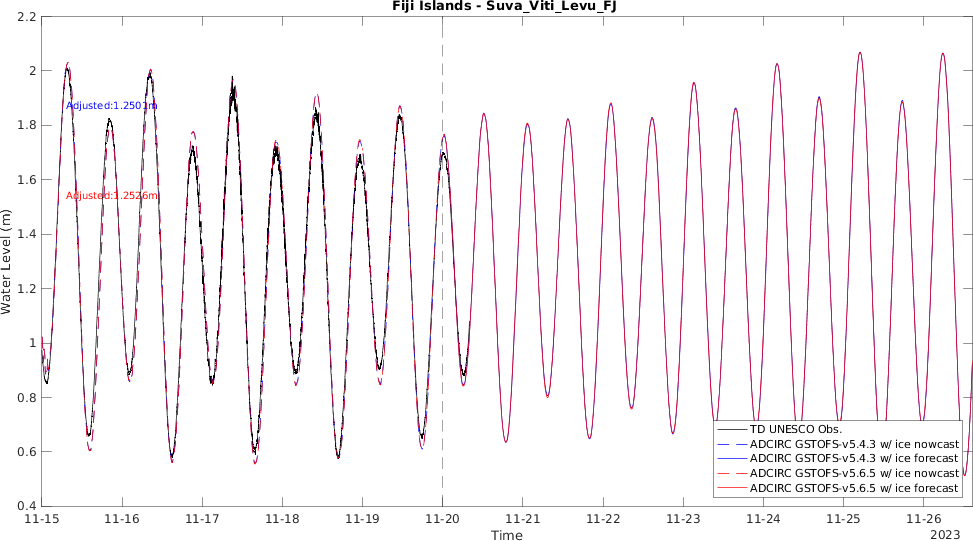 Fiji Islands - Suva_Viti_Levu_FJ
2.2
2
1.8
1.6
1.4
1.2
1
0.8
0.6
0.4
Water Level (m)
Adjusted:1.2501m
Adjusted:1.2526m
TD UNESCO Obs.
ADCIRC GSTOFS-v5.4.3 w/ ice nowcast
ADCIRC GSTOFS-v5.4.3 w/ ice forecast
ADCIRC GSTOFS-v5.6.5 w/ ice nowcast
ADCIRC GSTOFS-v5.6.5 w/ ice forecast
11-15 11-16 11-17 11-18 11-19 11-20 11-21 11-22 11-23 11-24 11-25 11-26
Time
2023